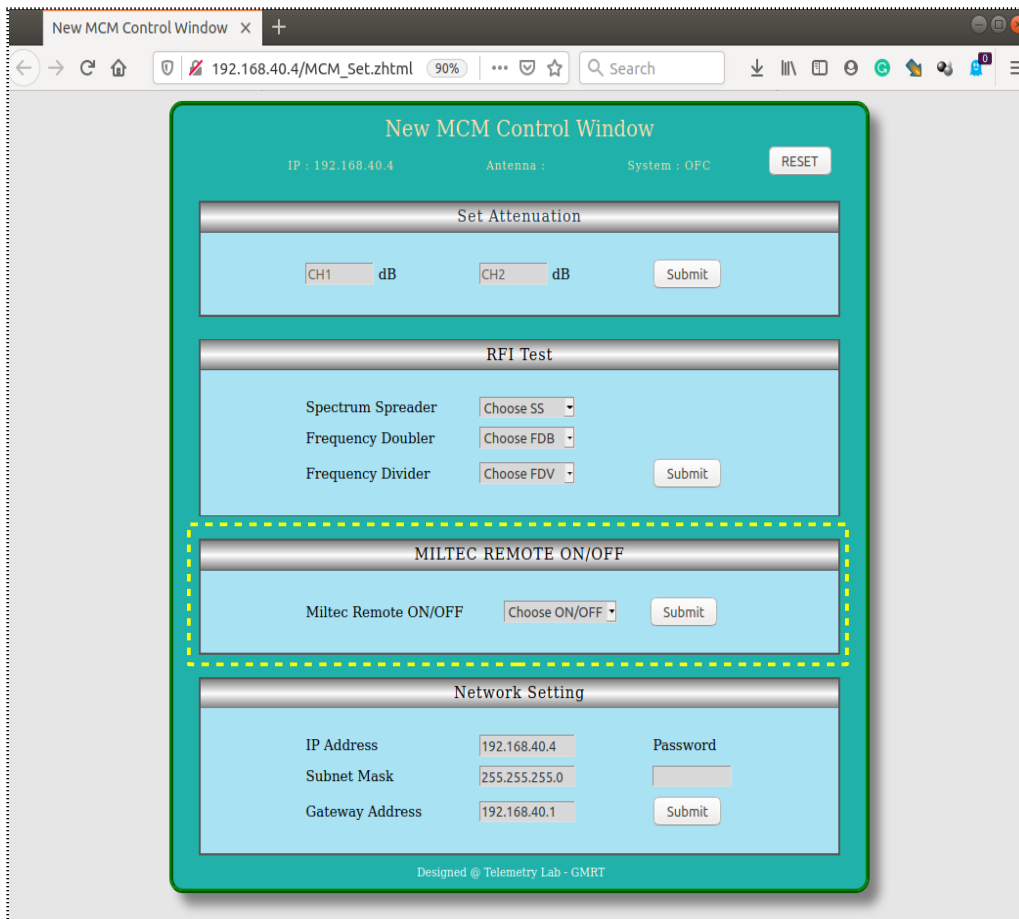 New MCM Control Window
192.168.40.4/MCM_Set.zhtml 90% Search 0
New MCM Control Window
IP : 192.168.40.4 Antenna : System : OFC RESET
Set Attenuation
CH1 dB CH2 dB Submit
RFI Test
Spectrum Spreader Choose SS
Frequency Doubler Choose FDB
Frequency Divider Choose FDV Submit
MILTEC REMOTE ON/OFF
Miltec Remote ON/OFF Choose ON/OFF Submit
Network Setting
IP Address 192.168.40.4 Password
Subnet Mask 255.255.255.0
Gateway Address 192.168.40.1 Submit
Designed @ Telemetry Lab - GMRT